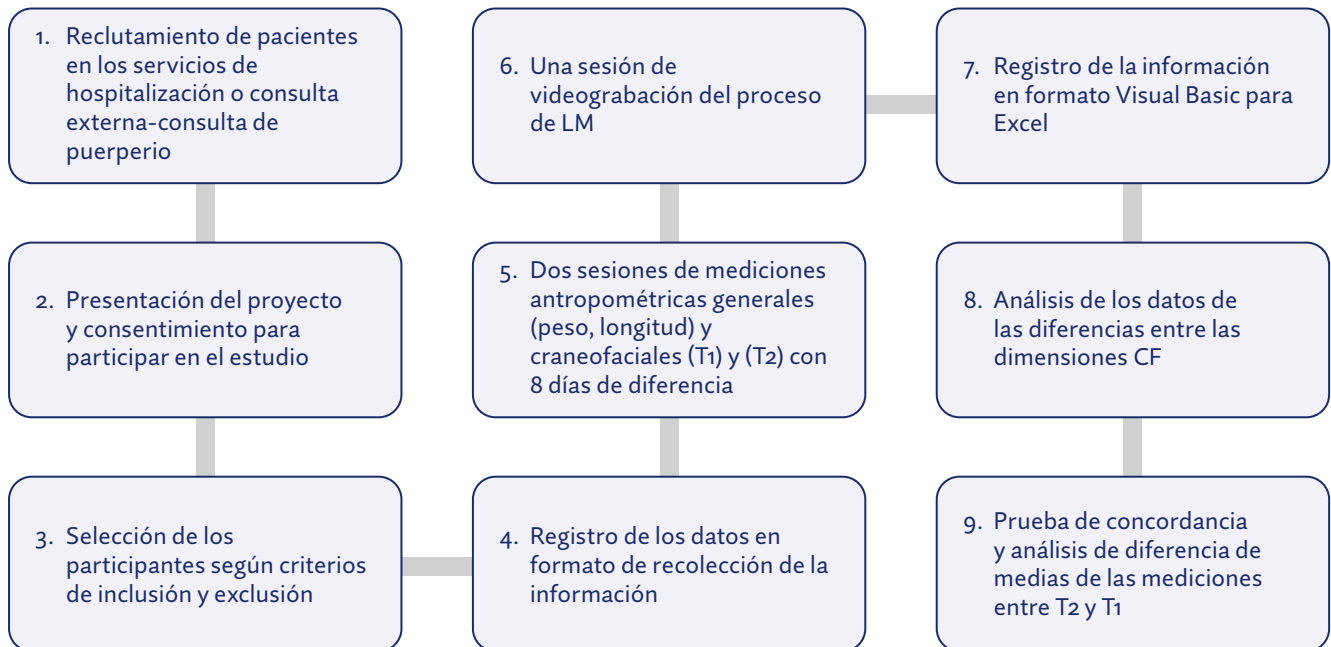 1. Reclutamiento de pacientes
en los servicios de
hospitalización o consulta
externa-consulta de
puerperio
2. Presentación del proyecto
y consentimiento para
participar en el estudio
3. Selección de los
participantes según criterios
de inclusión y exclusión
4. Registro de los datos en
formato de recolección de la
información
5. Dos sesiones de mediciones
antropométricas generales
(peso, longitud) y
craneofaciales (T1) y (T2) con
8 días de diferencia
6. Una sesión de
videograbación del proceso
de LM
7. Registro de la información
en formato Visual Basic para
Excel
8. Análisis de los datos de
las diferencias entre las
dimensiones CF
9. Prueba de concordancia
y análisis de diferencia de
medias de las mediciones
entre T2 y T1